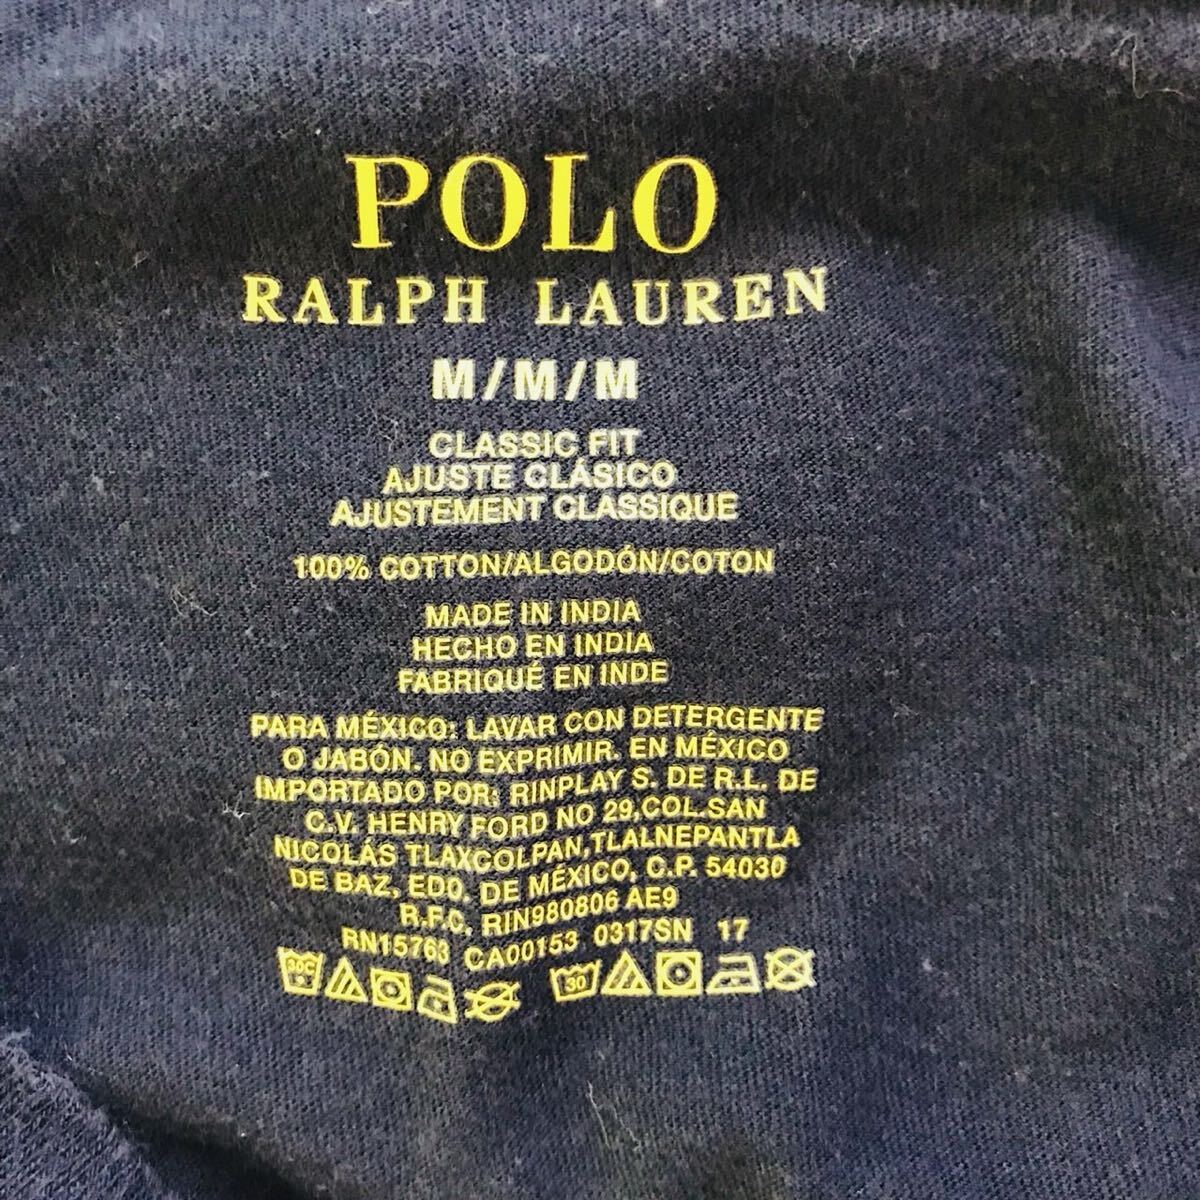 POLO
RALPH LAUREN
M/M/M
CLASSIC FIT
AJUSTE CLÁSICO
AJUSTEMENT CLASSIQUE
100% COTTON/ALGODÓN/COTON
MADE IN INDIA
HECHO EN INDIA
FABRIQUÉ EN INDE
PARA MÉXICO: LAVAR CON DETERGENTE
O JABÓN. NO EXPRIMIR. EN MÉXICO
IMPORTADO POR: RINPLAY S. DE R.L. DE
C.V. HENRY FORD NO 29,COL.SAN
NICOLÁS TLAXCOLPAN,TLALNEPANTLA
DE BAZ, EDO. DE MÉXICO, C.P. 54030
R.F.C. RIN980806 AE9
RN15763 CA00153 0317SN 17
30C 30